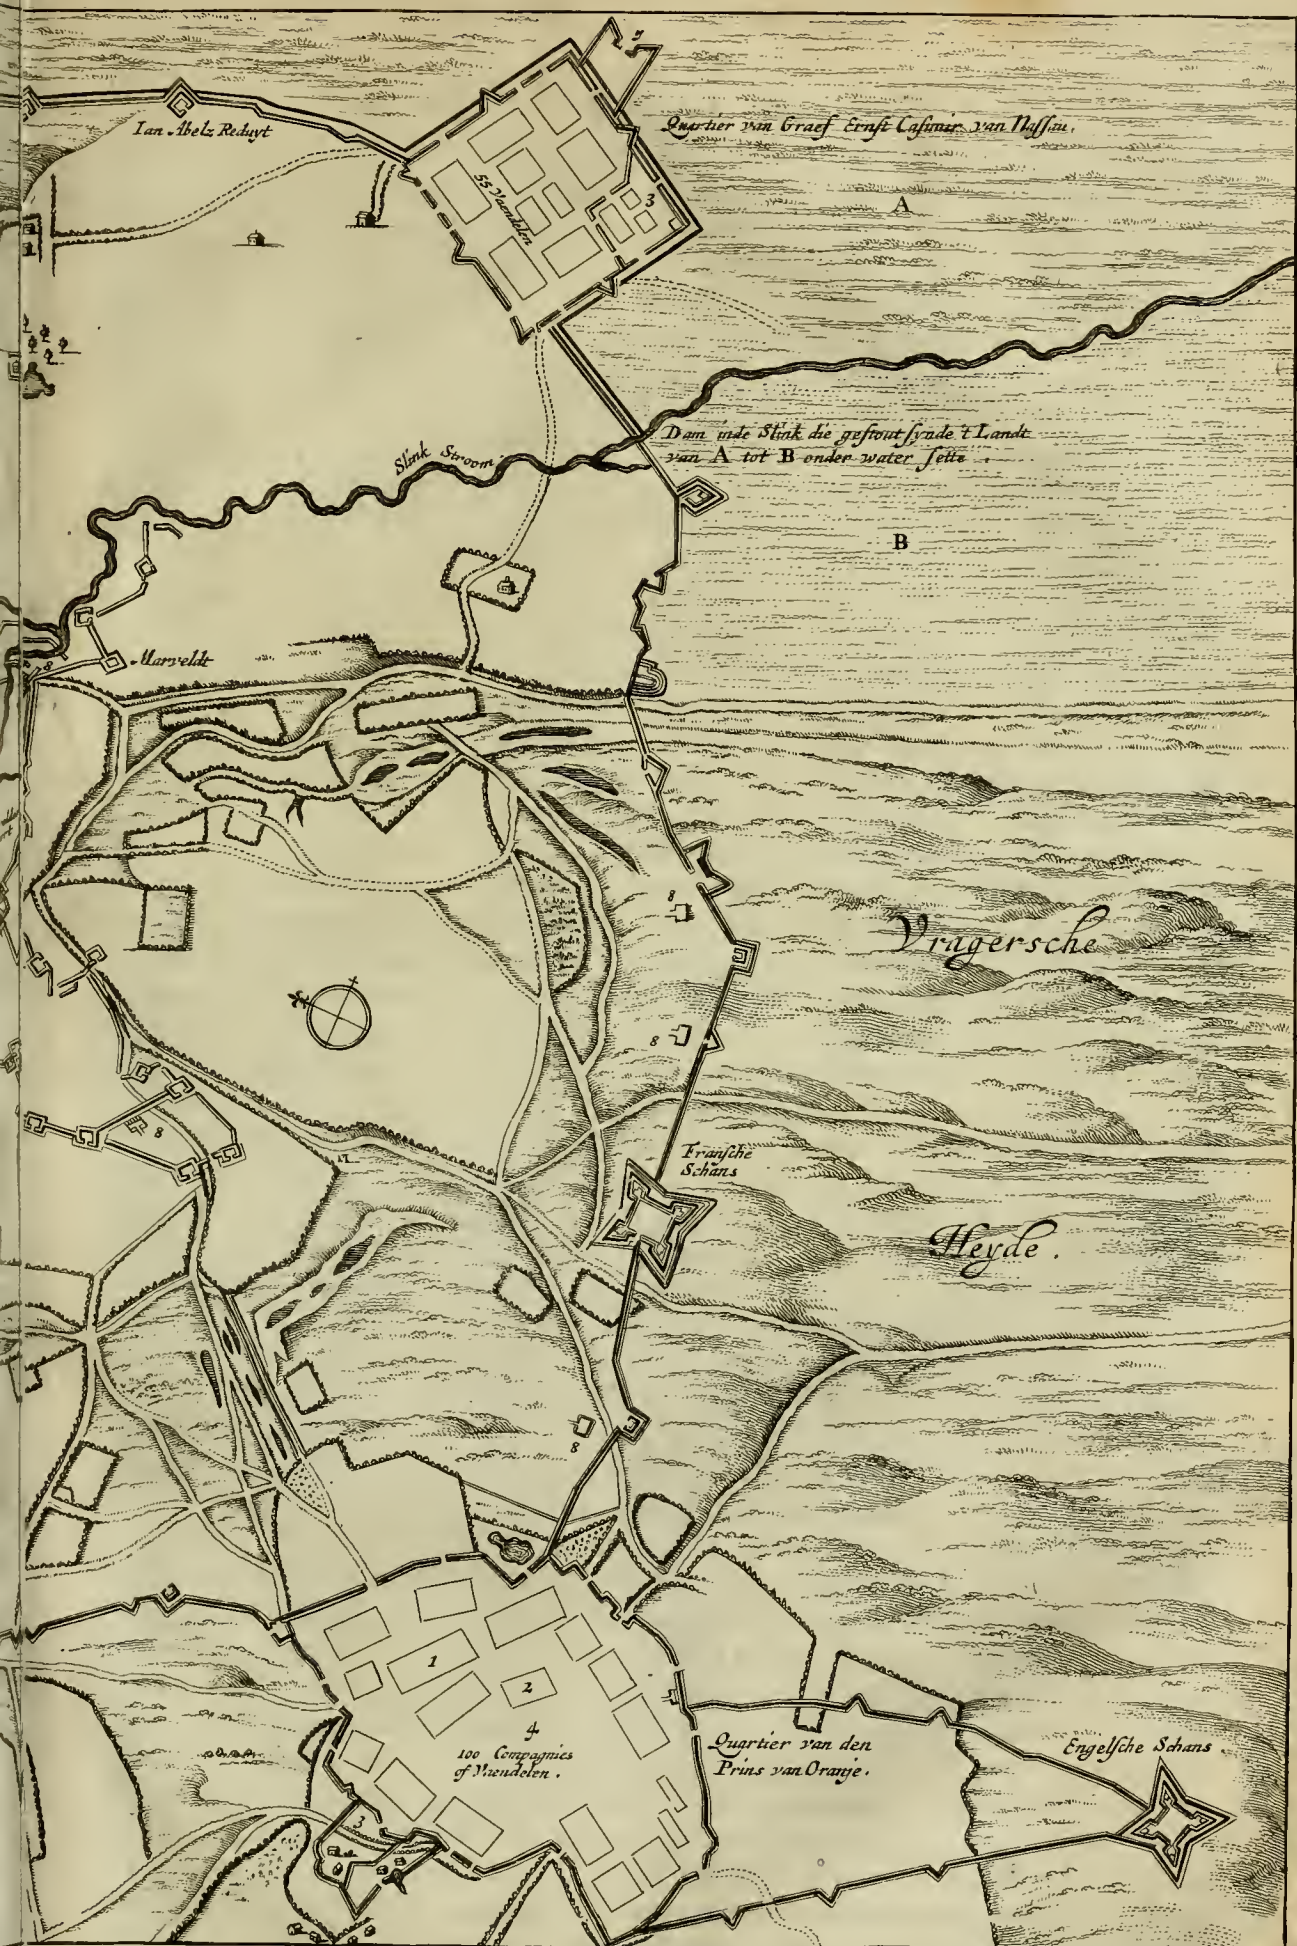 Ian Abelz Reduyt
Quartier van Graef Ernst Casimir van Nassau.
55 Vaendelen
3
A
Slink Stroom
Dam inde Slink die gestout synde 't Landt
van A tot B onder water sette.
B
Marveldt
8
8
Vragersche
8
8
Fransche
Schans
17
Heyde.
8
1
2
4
100 Compagnies
of Vaendelen.
Quartier van den
Prins van Oranje.
Engelsche Schans.
3